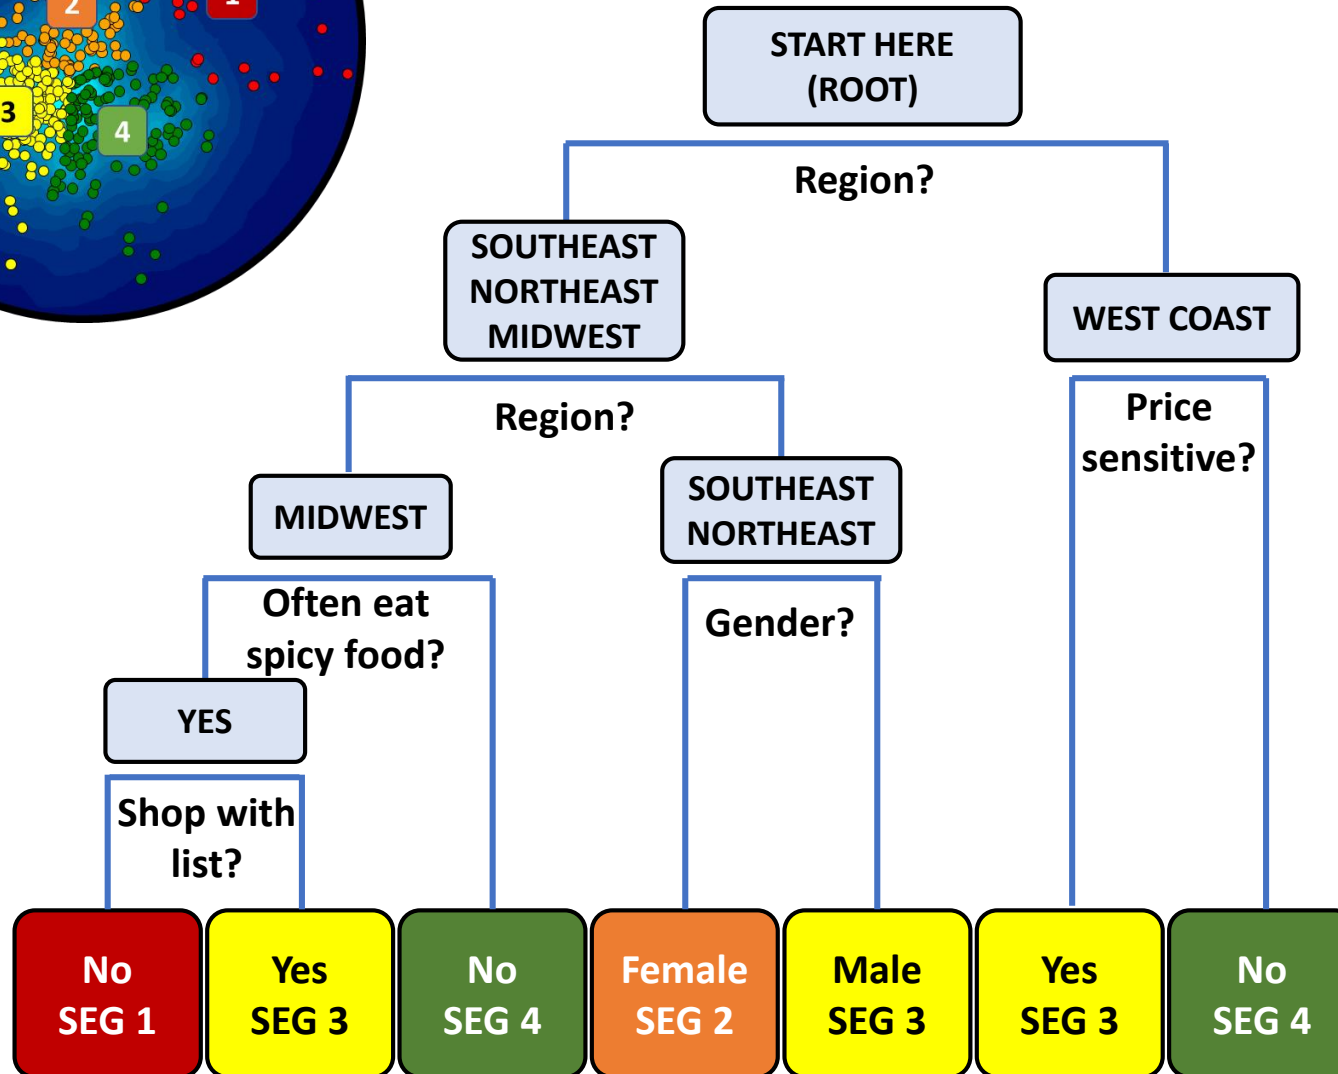 2
1
3
4
START HERE
(ROOT)
Region?
SOUTHEAST
NORTHEAST
MIDWEST
WEST COAST
Region?
Price
sensitive?
MIDWEST
SOUTHEAST
NORTHEAST
Often eat
spicy food?
Gender?
YES
Shop with
list?
No
SEG 1
Yes
SEG 3
No
SEG 4
Female
SEG 2
Male
SEG 3
Yes
SEG 3
No
SEG 4